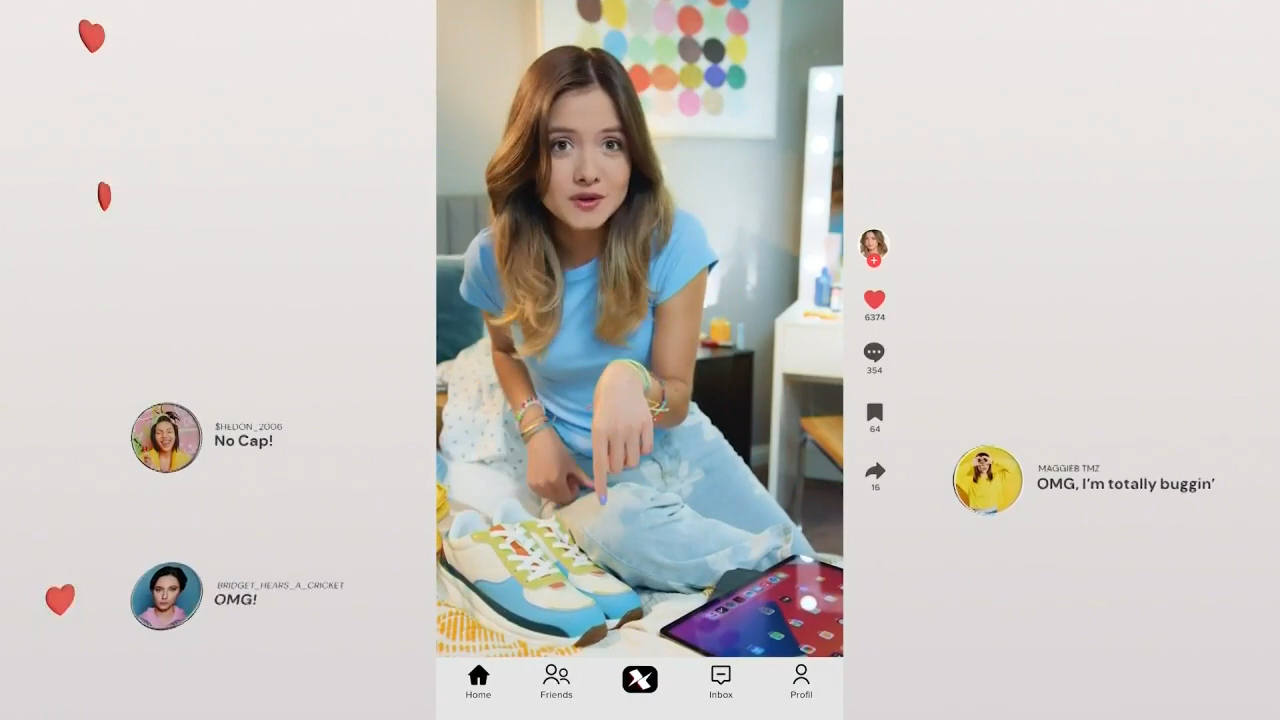 $HEDON_2006
No Cap!
BRIDGET_HEARS_A_CRICKET
OMG!
6374
354
64
16
MAGGIEB TMZ
OMG, I'm totally buggin'
Home
Friends
Inbox
Profil